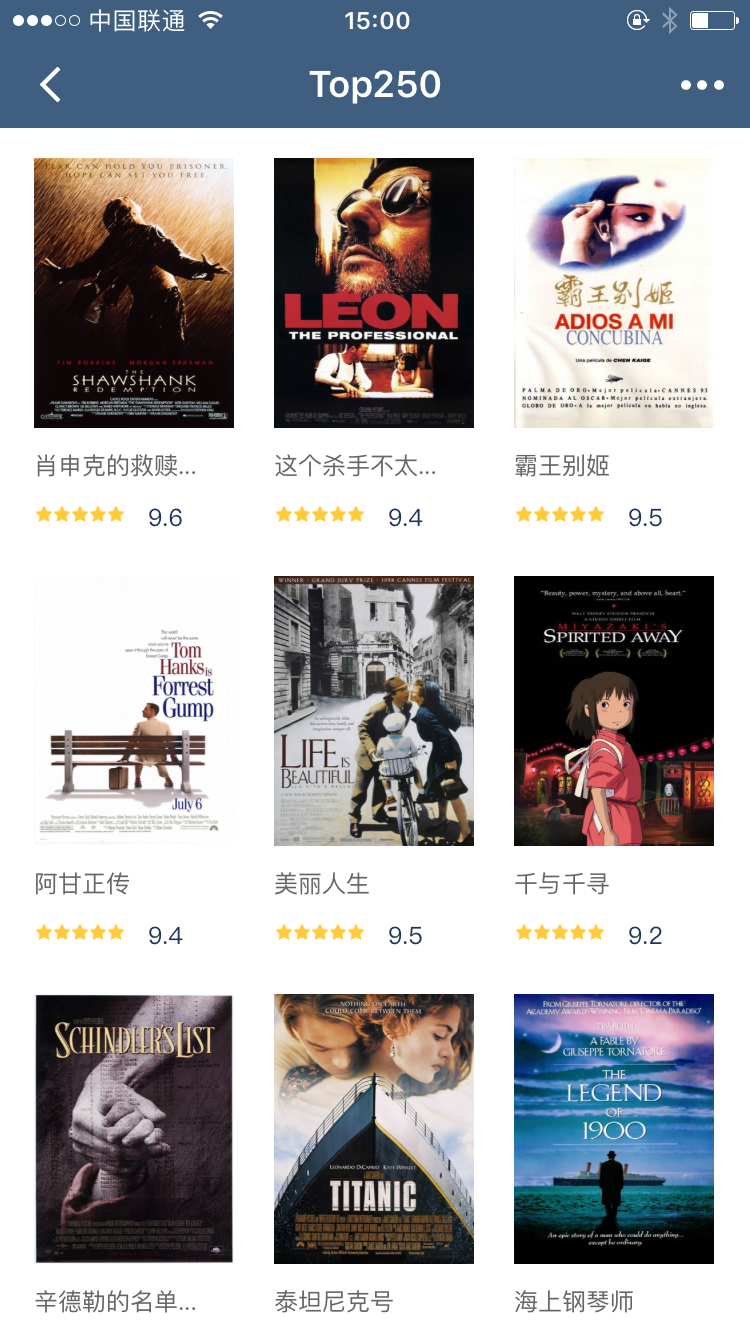 中国联通
15:00
Top250
FEAR CAN HOLD YOU PRISONER.
HOPE CAN SET YOU FREE.
TIM ROBBINS MORGAN FREEMAN
THE
SHAWSHANK
REDEMPTION
LEON
THE PROFESSIONAL
霸王别姬
ADIOS A MI
CONCUBINA
Una película de CHEN KAIGE
PALMA DE ORO-Mejor película-CANNES 93
NOMINADA AL OSCAR-Mejor película extranjera.
GLOBO DE ORO-A la mejor película en habla no inglesa.
肖申克的救赎...
这个杀手不太...
霸王别姬
9.6
9.4
9.5
Tom
Hanks is
Forrest
Gump
July 6
WINNER · GRAND JURY PRIZE · 1998 CANNES FILM FESTIVAL
LIFE IS
BEAUTIFUL
"Beauty, power, mystery, and above all, heart."
WALT DISNEY STUDIOS PRESENTS
A STUDIO GHIBLI FILM
MIYAZAKI'S
SPIRITED AWAY
阿甘正传
美丽人生
千与千寻
9.4
9.5
9.2
SCHINDLER'S LIST
NOTHING ON EARTH
COULD COME BETWEEN THEM.
LEONARDO DiCAPRIO KATE WINSLET
TITANIC
FROM GIUSEPPE TORNATORE, DIRECTOR OF THE
ACADEMY AWARD-WINNING FILM "CINEMA PARADISO"
TIM ROTH
A FABLE BY
GIUSEPPE TORNATORE
THE
LEGEND
OF
1900
An epic story of a man who could do anything...
except be ordinary.
辛德勒的名单...
泰坦尼克号
海上钢琴师